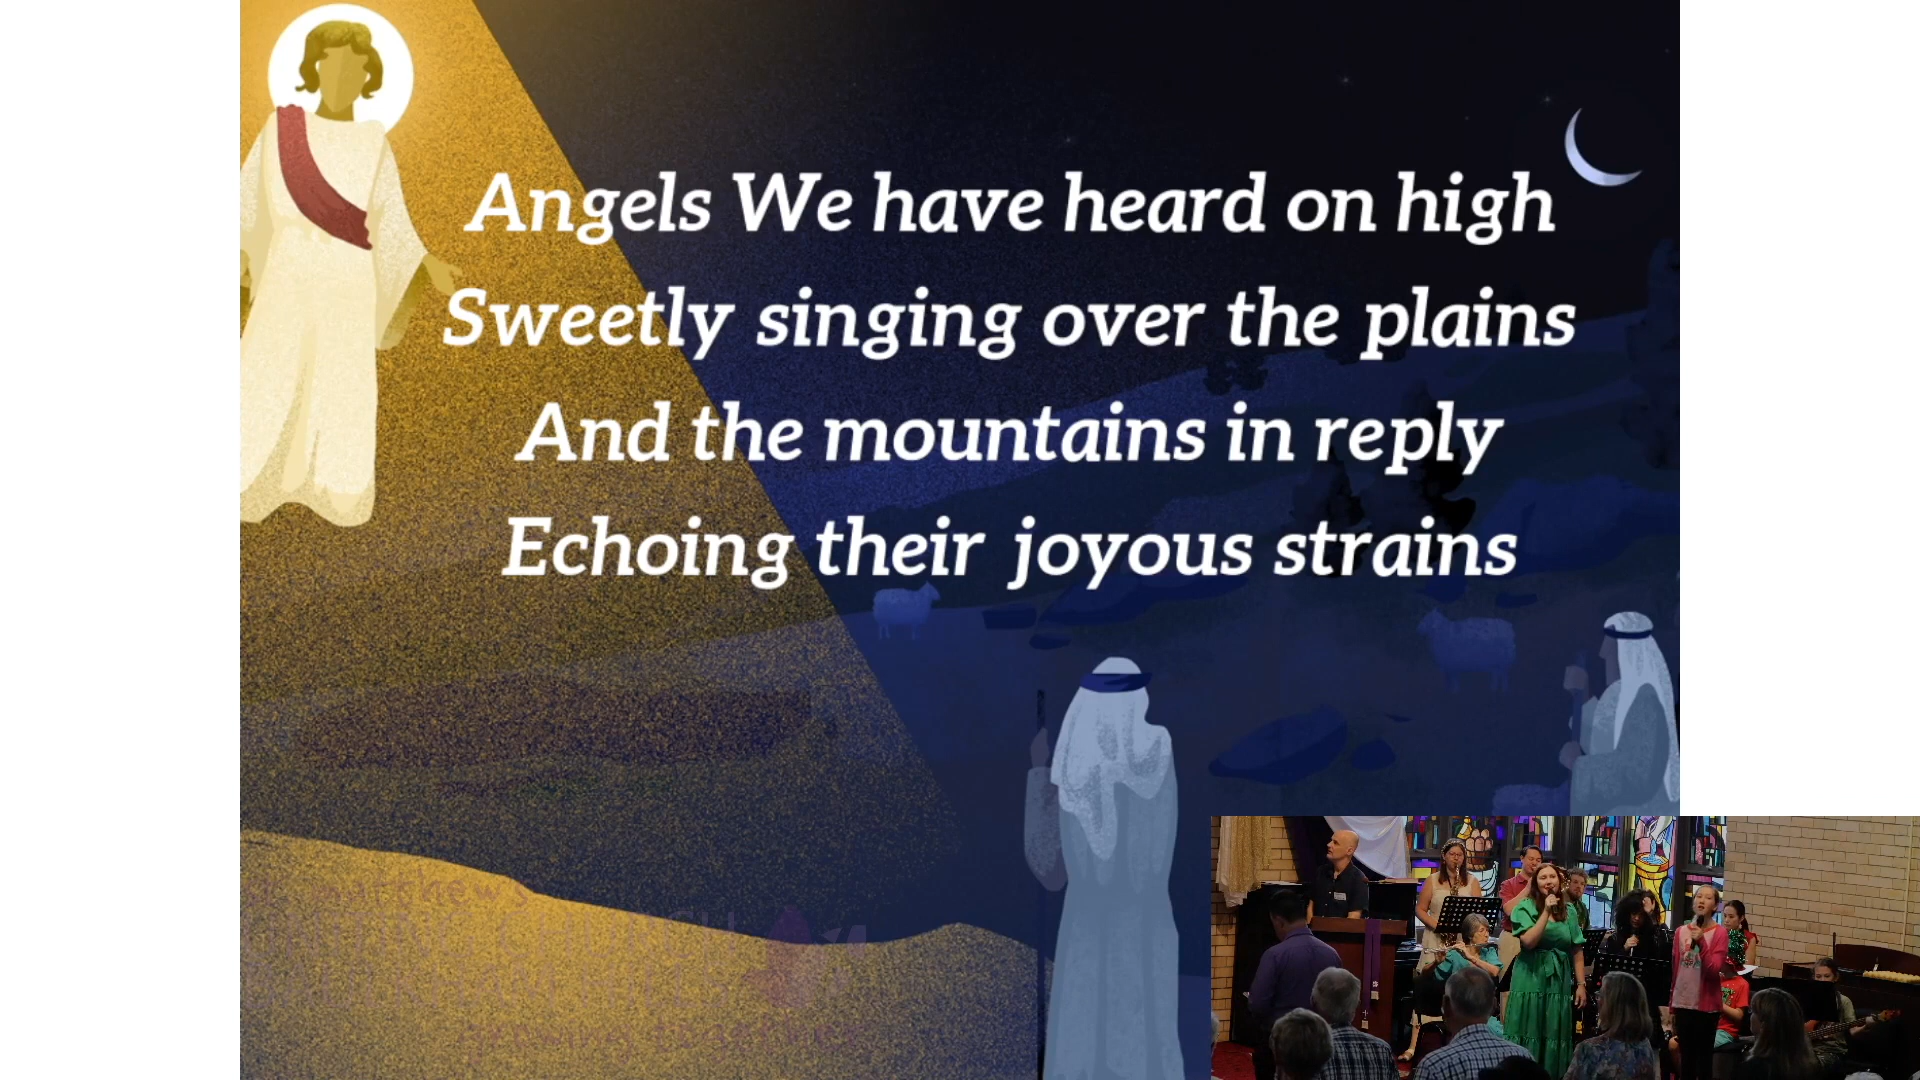 Angels We have heard on high
Sweetly singing over the plains
And the mountains in reply
Echoing their joyous strains